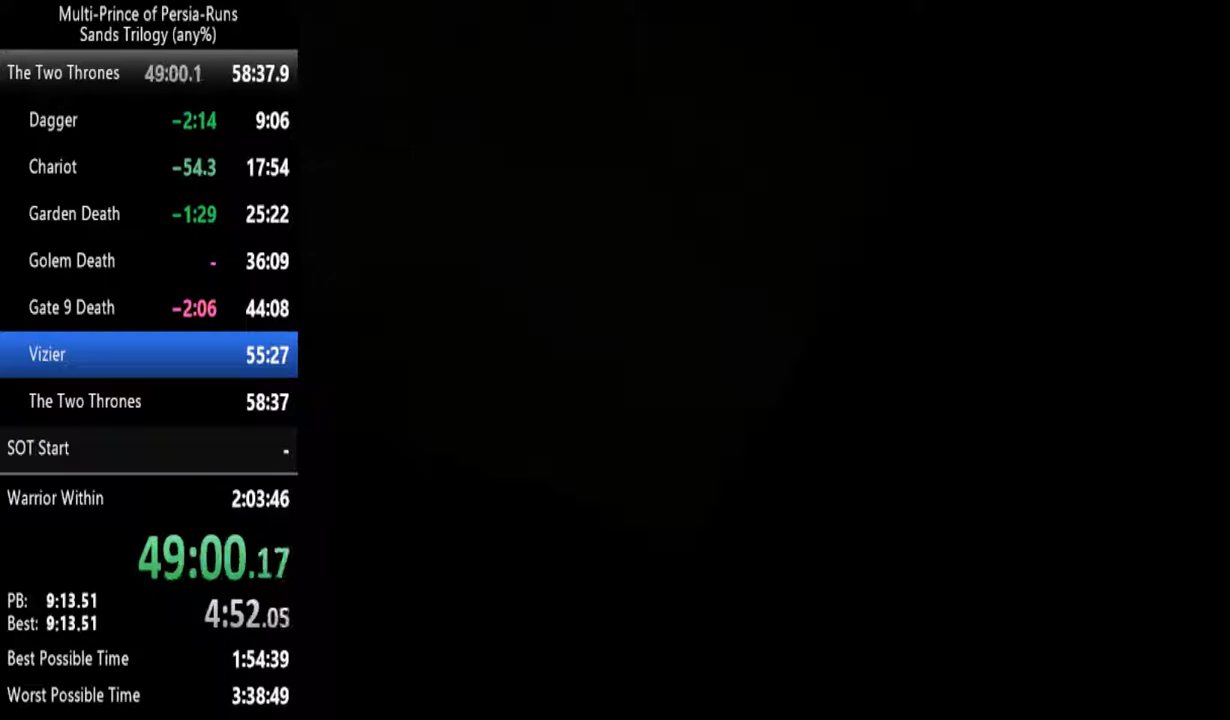 Multi-Prince of Persia-Runs
Sands Trilogy (any%)
The Two Thrones 49:00.1 58:37.9
Dagger −2:14 9:06
Chariot −54.3 17:54
Garden Death −1:29 25:22
Golem Death - 36:09
Gate 9 Death −2:06 44:08
Vizier 55:27
The Two Thrones 58:37
SOT Start -
Warrior Within 2:03:46
49:00.17
PB: 9:13.51
Best: 9:13.51
4:52.05
Best Possible Time 1:54:39
Worst Possible Time 3:38:49